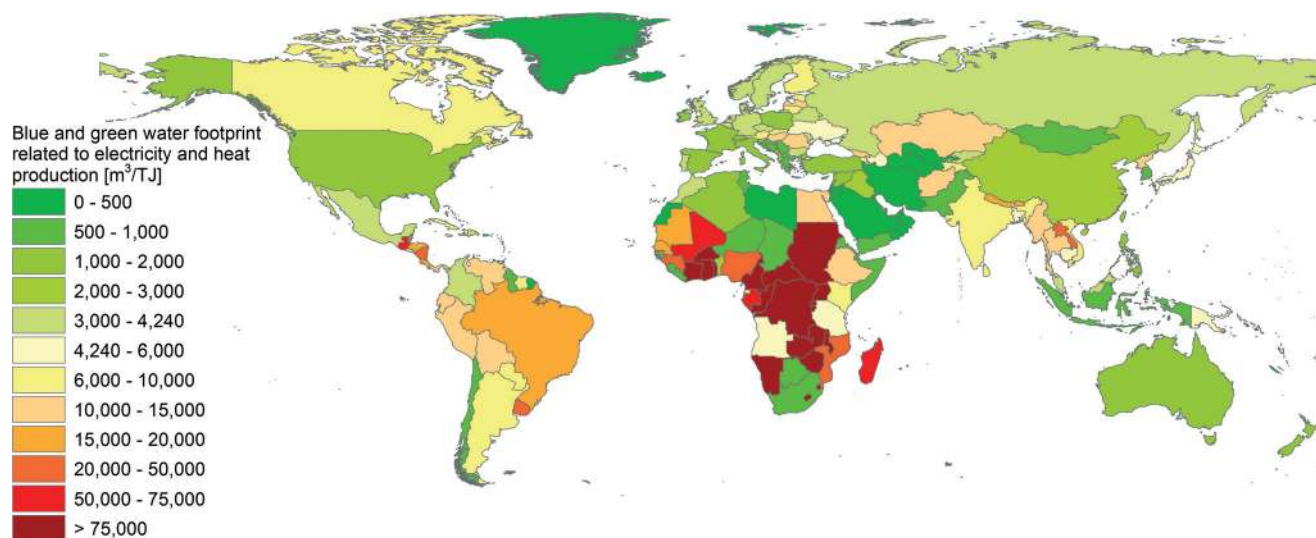 Blue and green water footprint
related to electricity and heat
production [m³/TJ]
0 - 500
500 - 1,000
1,000 - 2,000
2,000 - 3,000
3,000 - 4,240
4,240 - 6,000
6,000 - 10,000
10,000 - 15,000
15,000 - 20,000
20,000 - 50,000
50,000 - 75,000
> 75,000